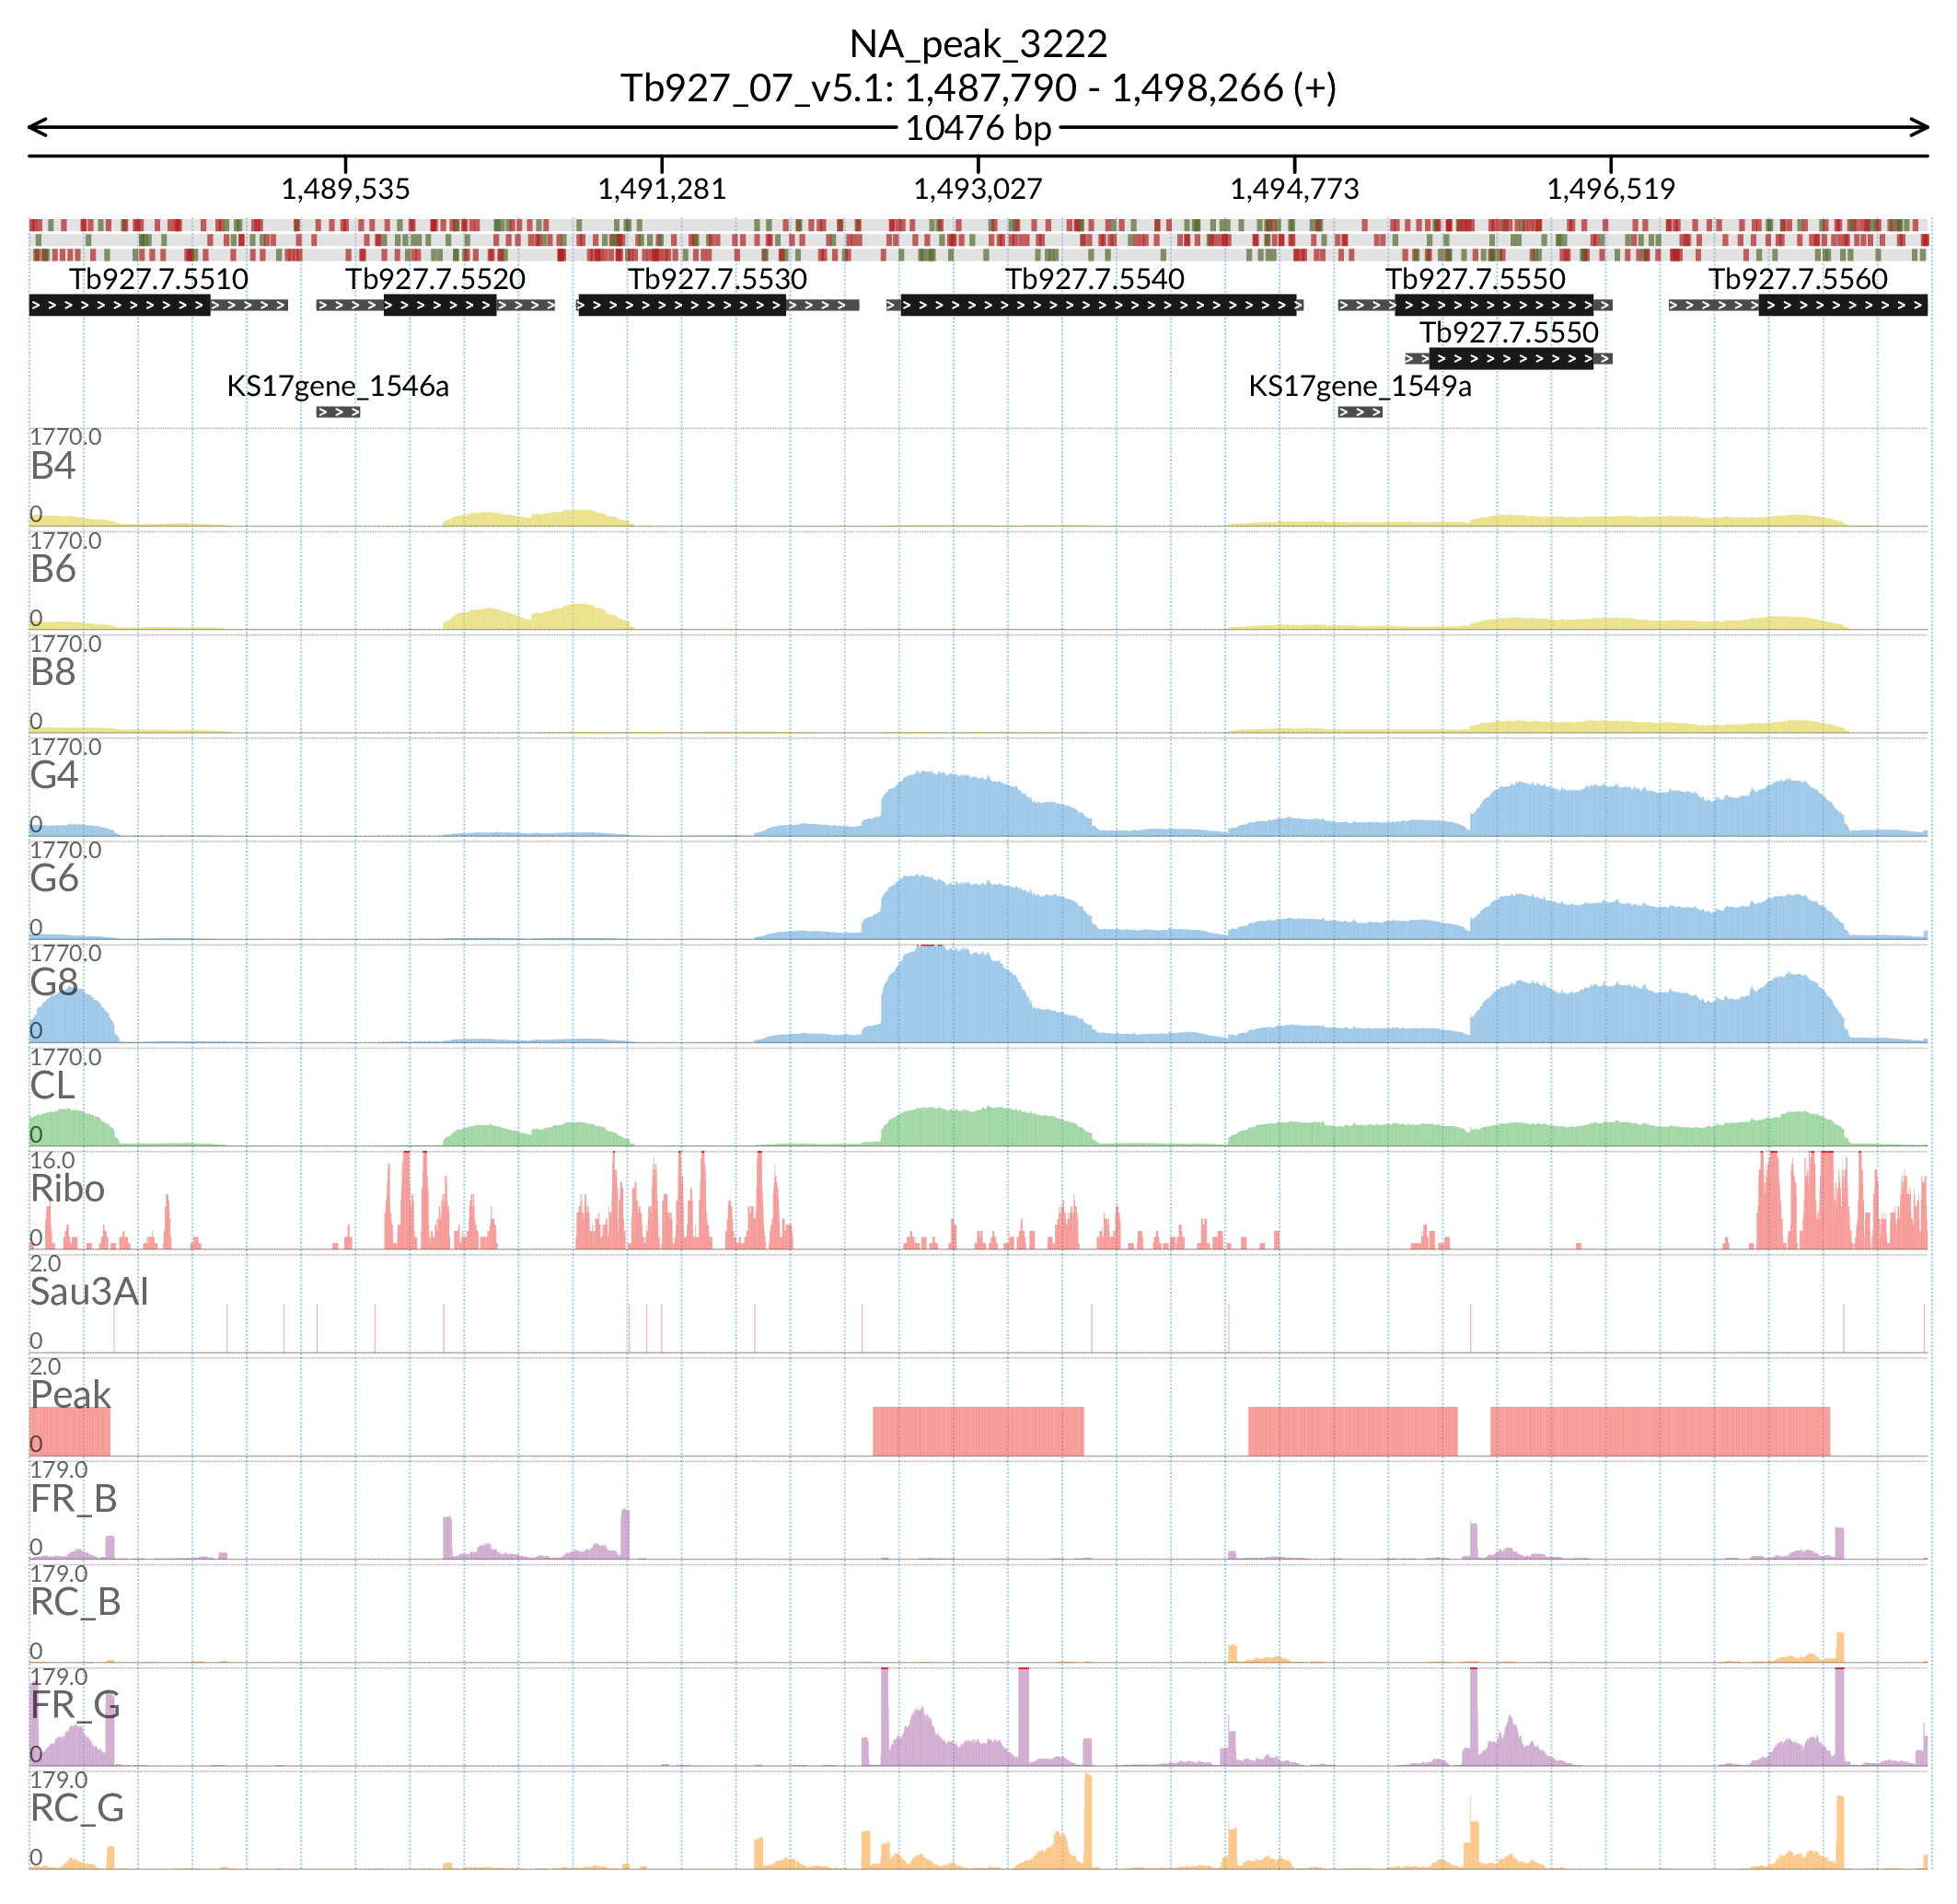 NA_peak_3222
Tb927_07_v5.1: 1,487,790 - 1,498,266 (+)
10476 bp
1,489,535 1,491,281 1,493,027 1,494,773 1,496,519
Tb927.7.5510 Tb927.7.5520 Tb927.7.5530 Tb927.7.5540 Tb927.7.5550 Tb927.7.5560
Tb927.7.5550
KS17gene_1546a KS17gene_1549a
1770.0
B4
0
1770.0
B6
0
1770.0
B8
0
1770.0
G4
0
1770.0
G6
0
1770.0
G8
0
1770.0
CL
0
16.0
Ribo
0
2.0
Sau3AI
0
2.0
Peak
0
179.0
FR_B
0
179.0
RC_B
0
179.0
FR_G
0
179.0
RC_G
0